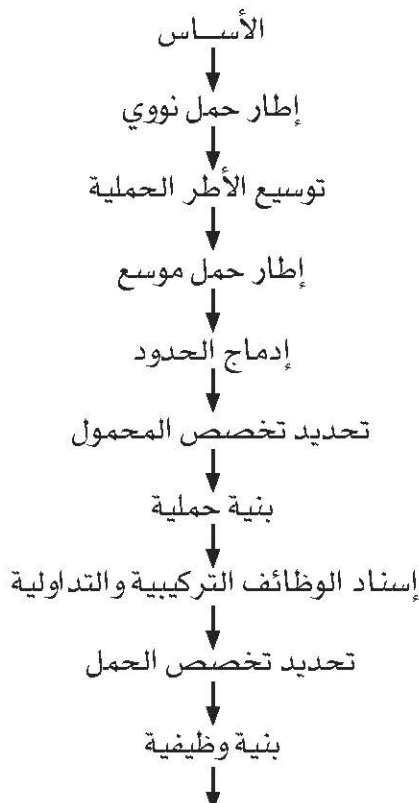 الأساس
إطار حمل نووي
توسيع الأطر الحملية
إطار حمل موسع
إدماج الحدود
تحديد تخصص المحمول
بنية حملية
إسناد الوظائف التركيبية والتداولية
تحديد تخصص الحمل
بنية وظيفية